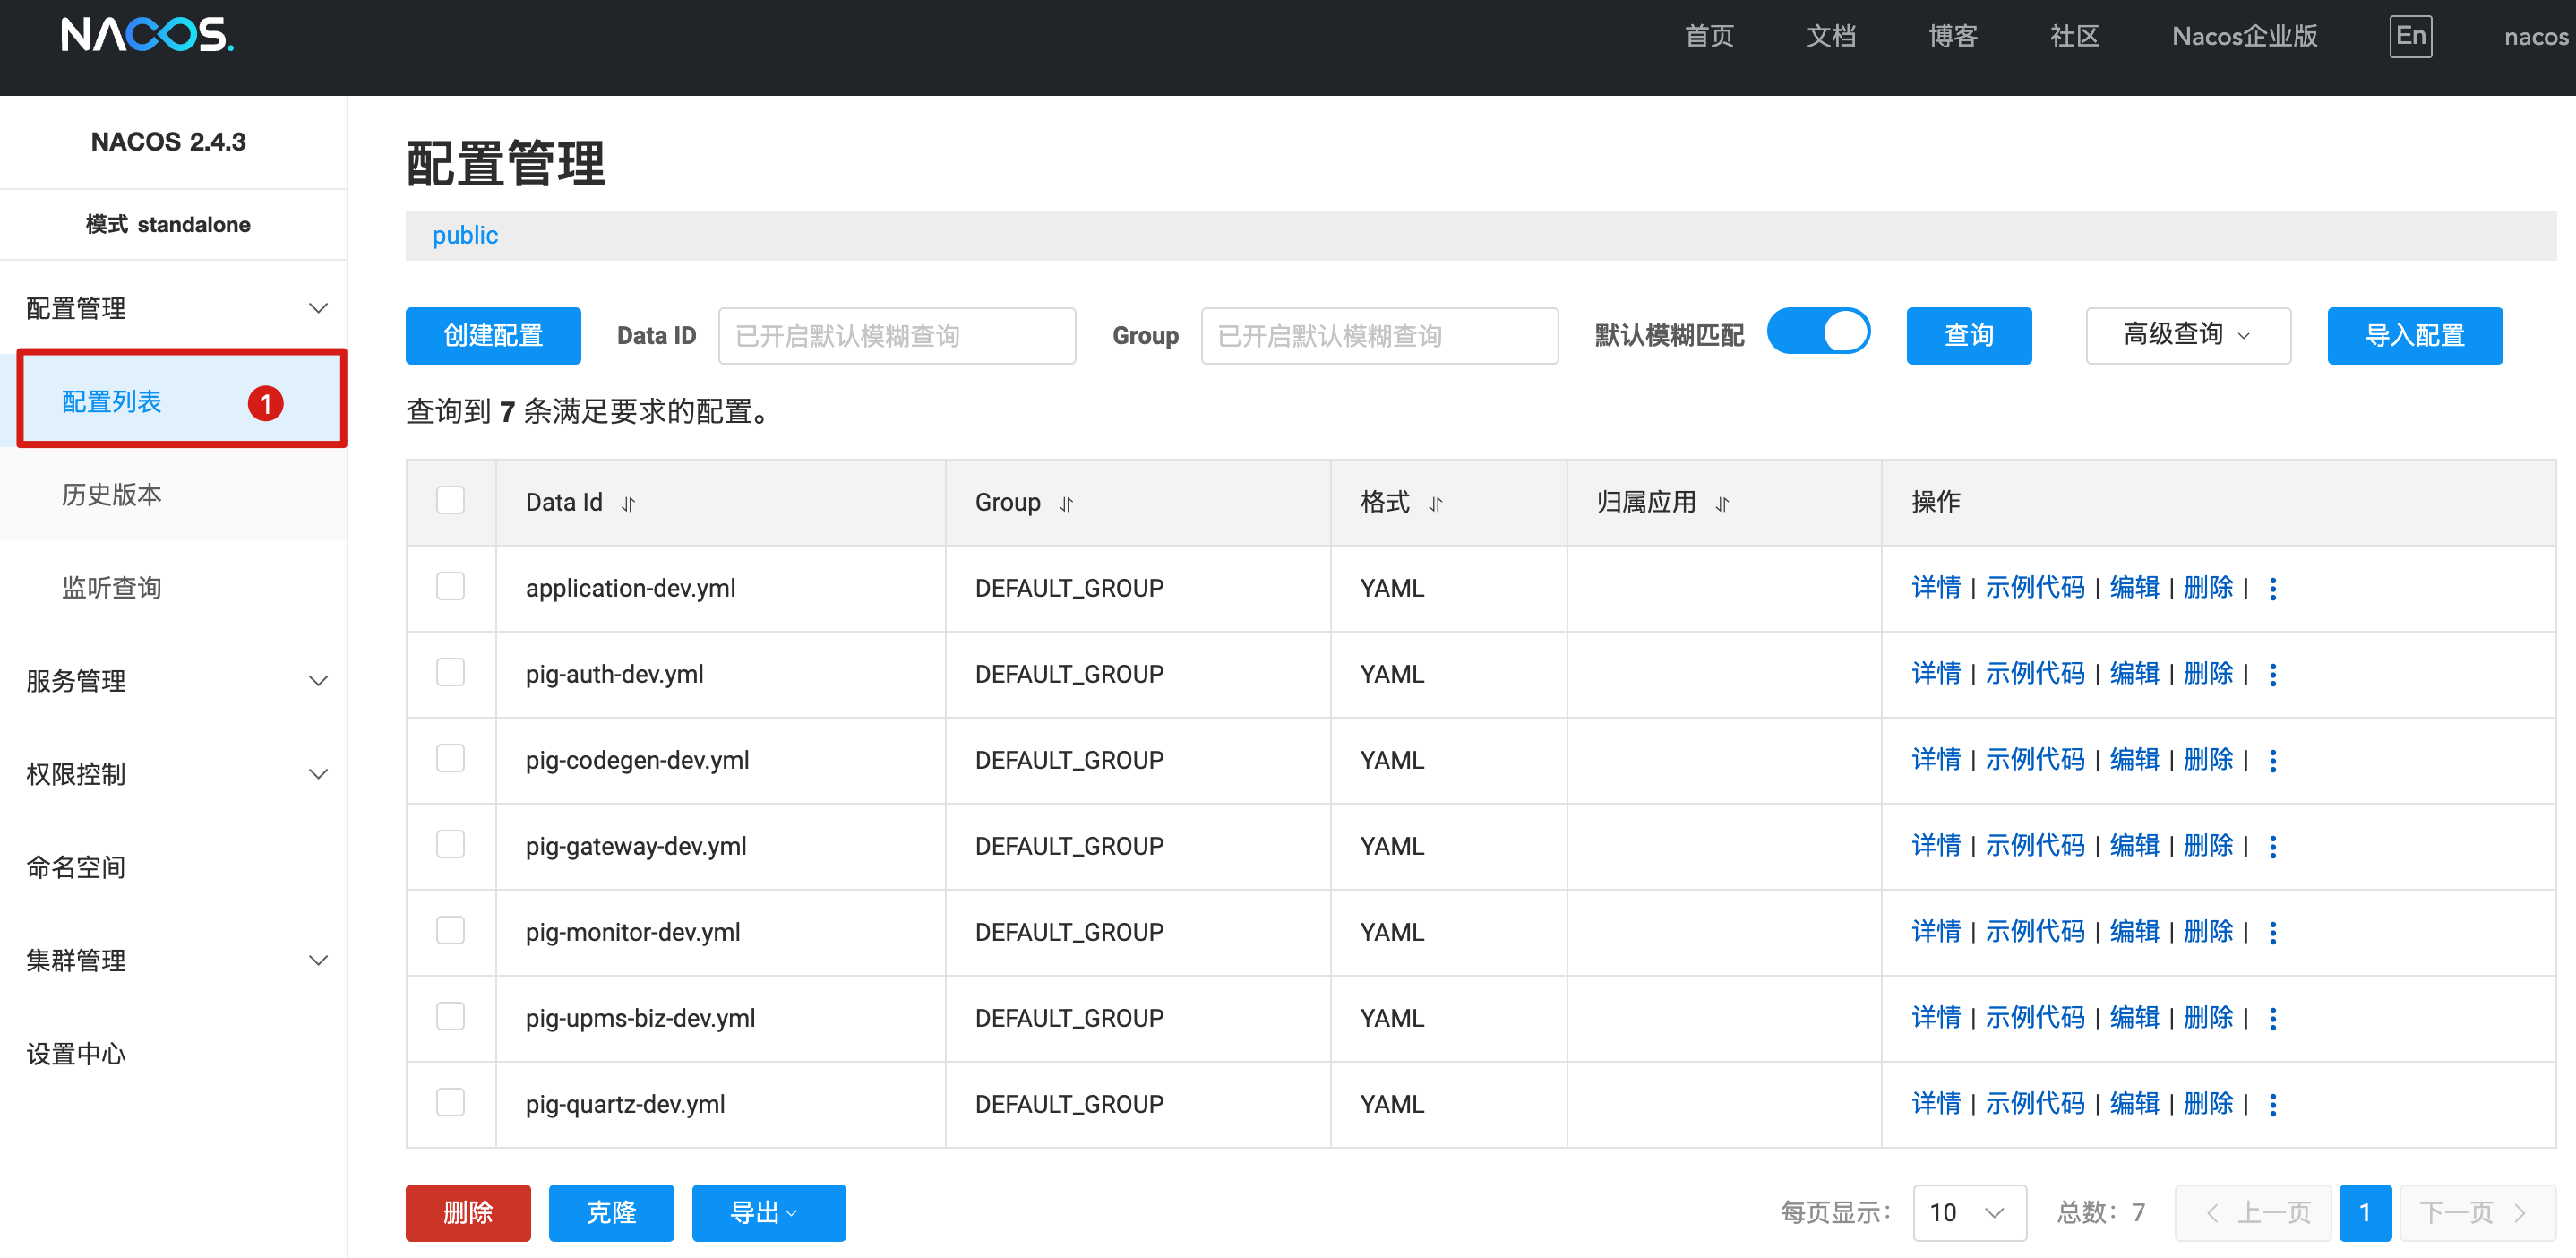 NACOS.
首页 文档 博客 社区 Nacos企业版 En nacos
NACOS 2.4.3
模式 standalone
配置管理
配置列表 1
历史版本
监听查询
服务管理
权限控制
命名空间
集群管理
设置中心
配置管理
public
创建配置 Data ID 已开启默认模糊查询 Group 已开启默认模糊查询 默认模糊匹配 查询 高级查询 导入配置
查询到 7 条满足要求的配置。
Data Id Group 格式 归属应用 操作
application-dev.yml DEFAULT_GROUP YAML 详情 | 示例代码 | 编辑 | 删除 |
pig-auth-dev.yml DEFAULT_GROUP YAML 详情 | 示例代码 | 编辑 | 删除 |
pig-codegen-dev.yml DEFAULT_GROUP YAML 详情 | 示例代码 | 编辑 | 删除 |
pig-gateway-dev.yml DEFAULT_GROUP YAML 详情 | 示例代码 | 编辑 | 删除 |
pig-monitor-dev.yml DEFAULT_GROUP YAML 详情 | 示例代码 | 编辑 | 删除 |
pig-upms-biz-dev.yml DEFAULT_GROUP YAML 详情 | 示例代码 | 编辑 | 删除 |
pig-quartz-dev.yml DEFAULT_GROUP YAML 详情 | 示例代码 | 编辑 | 删除 |
删除 克隆 导出 每页显示: 10 总数: 7 上一页 1 下一页